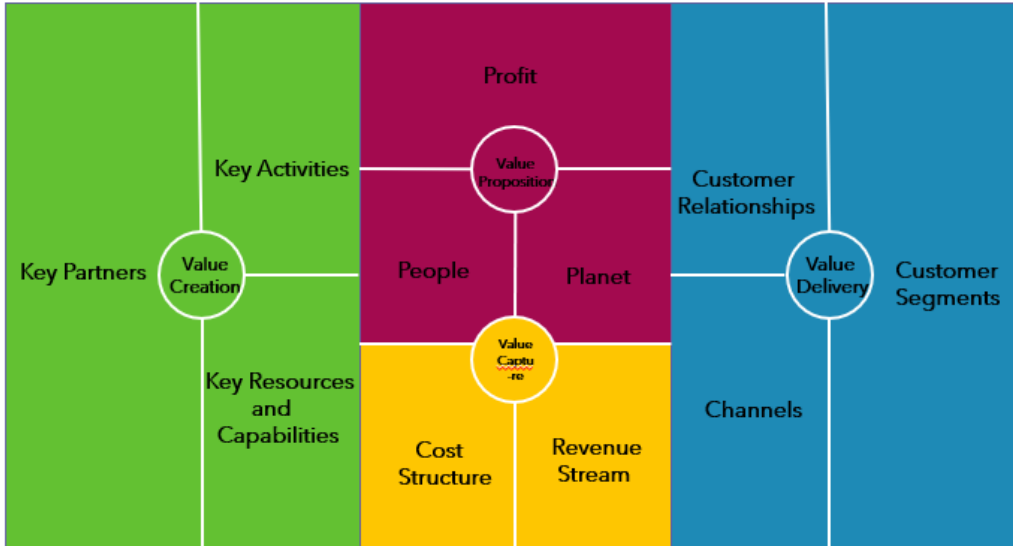 Profit
Key Activities
Value
Proposition
Customer
Relationships
Key Partners
Value
Creation
People
Planet
Value
Delivery
Customer
Segments
Value
Captu
-re
Key Resources
and
Capabilities
Channels
Cost
Structure
Revenue
Stream